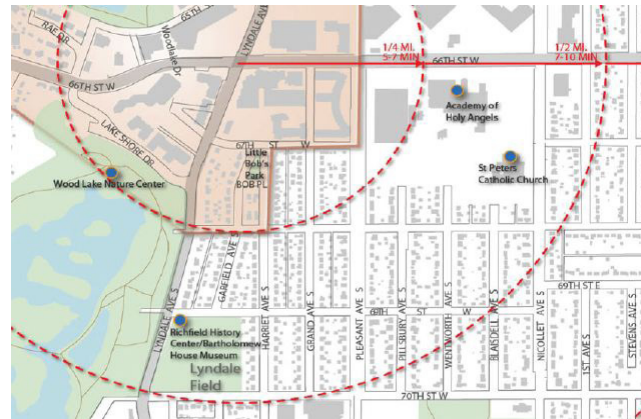 65TH ST W
RAE DR
Woodlake Dr
LYNDALE AVE
66TH ST W
1/4 MI.
5-7 MIN
66TH ST W
1/2 MI.
7-10 MIN
Academy of
Holy Angels
LAKE SHORE DR
67TH ST W
Little
Bob's
Park
BOB PL
St Peters
Catholic Church
Wood Lake Nature Center
GARFIELD AVE S
LYNDALE AVE S
HARRIET AVE S
GRAND AVE S
PLEASANT AVE S
PILLSBURY AVE S
WENTWORTH AVE S
BLAISDELL AVE S
NICOLLET AVE S
1ST AVE S
STEVENS AVE S
69TH ST E
ST W
Richfield History
Center/Bartholomew
House Museum
Lyndale
Field
70TH ST W